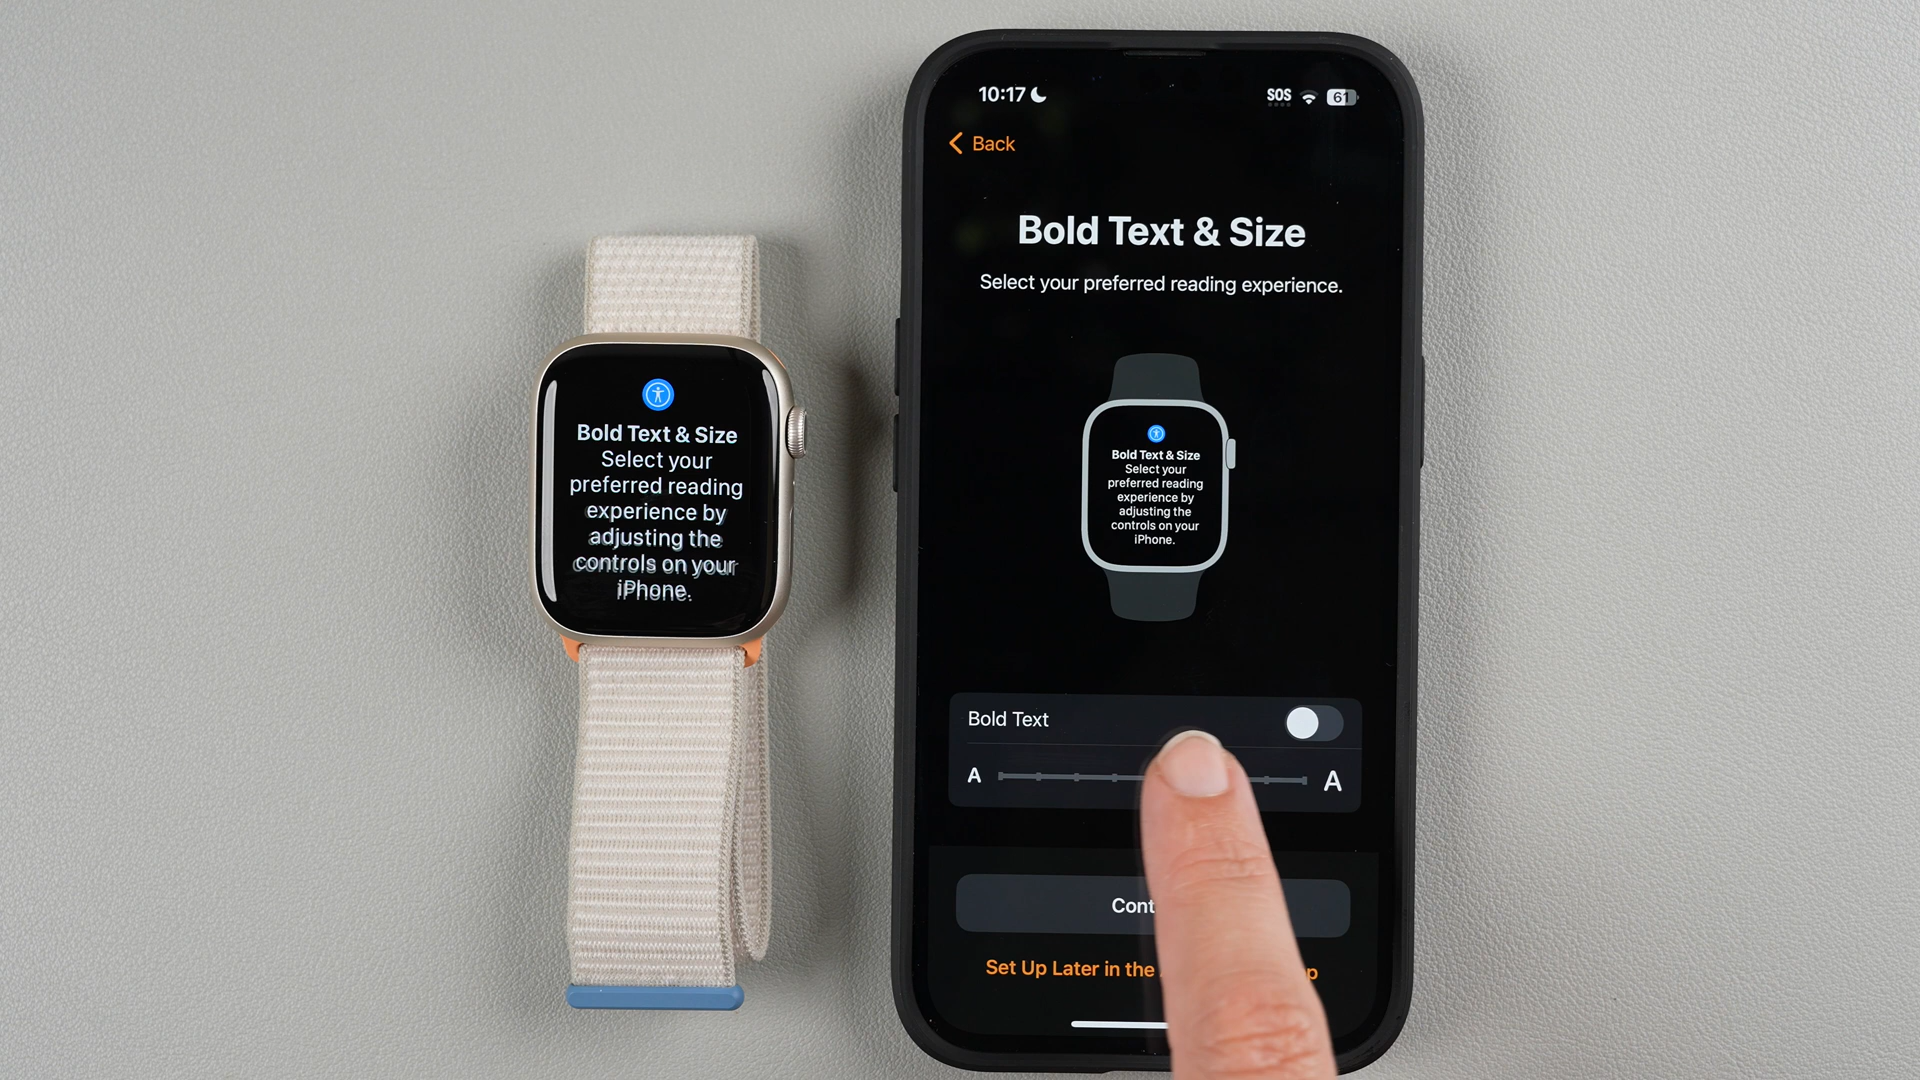 Bold Text & Size
Select your
preferred reading
experience by
adjusting the
controls on your
iPhone.
10:17
SOS
61
Back
Bold Text & Size
Select your preferred reading experience.
Bold Text & Size
Select your
preferred reading
experience by
adjusting the
controls on your
iPhone.
Bold Text
A A
Cont
Set Up Later in the